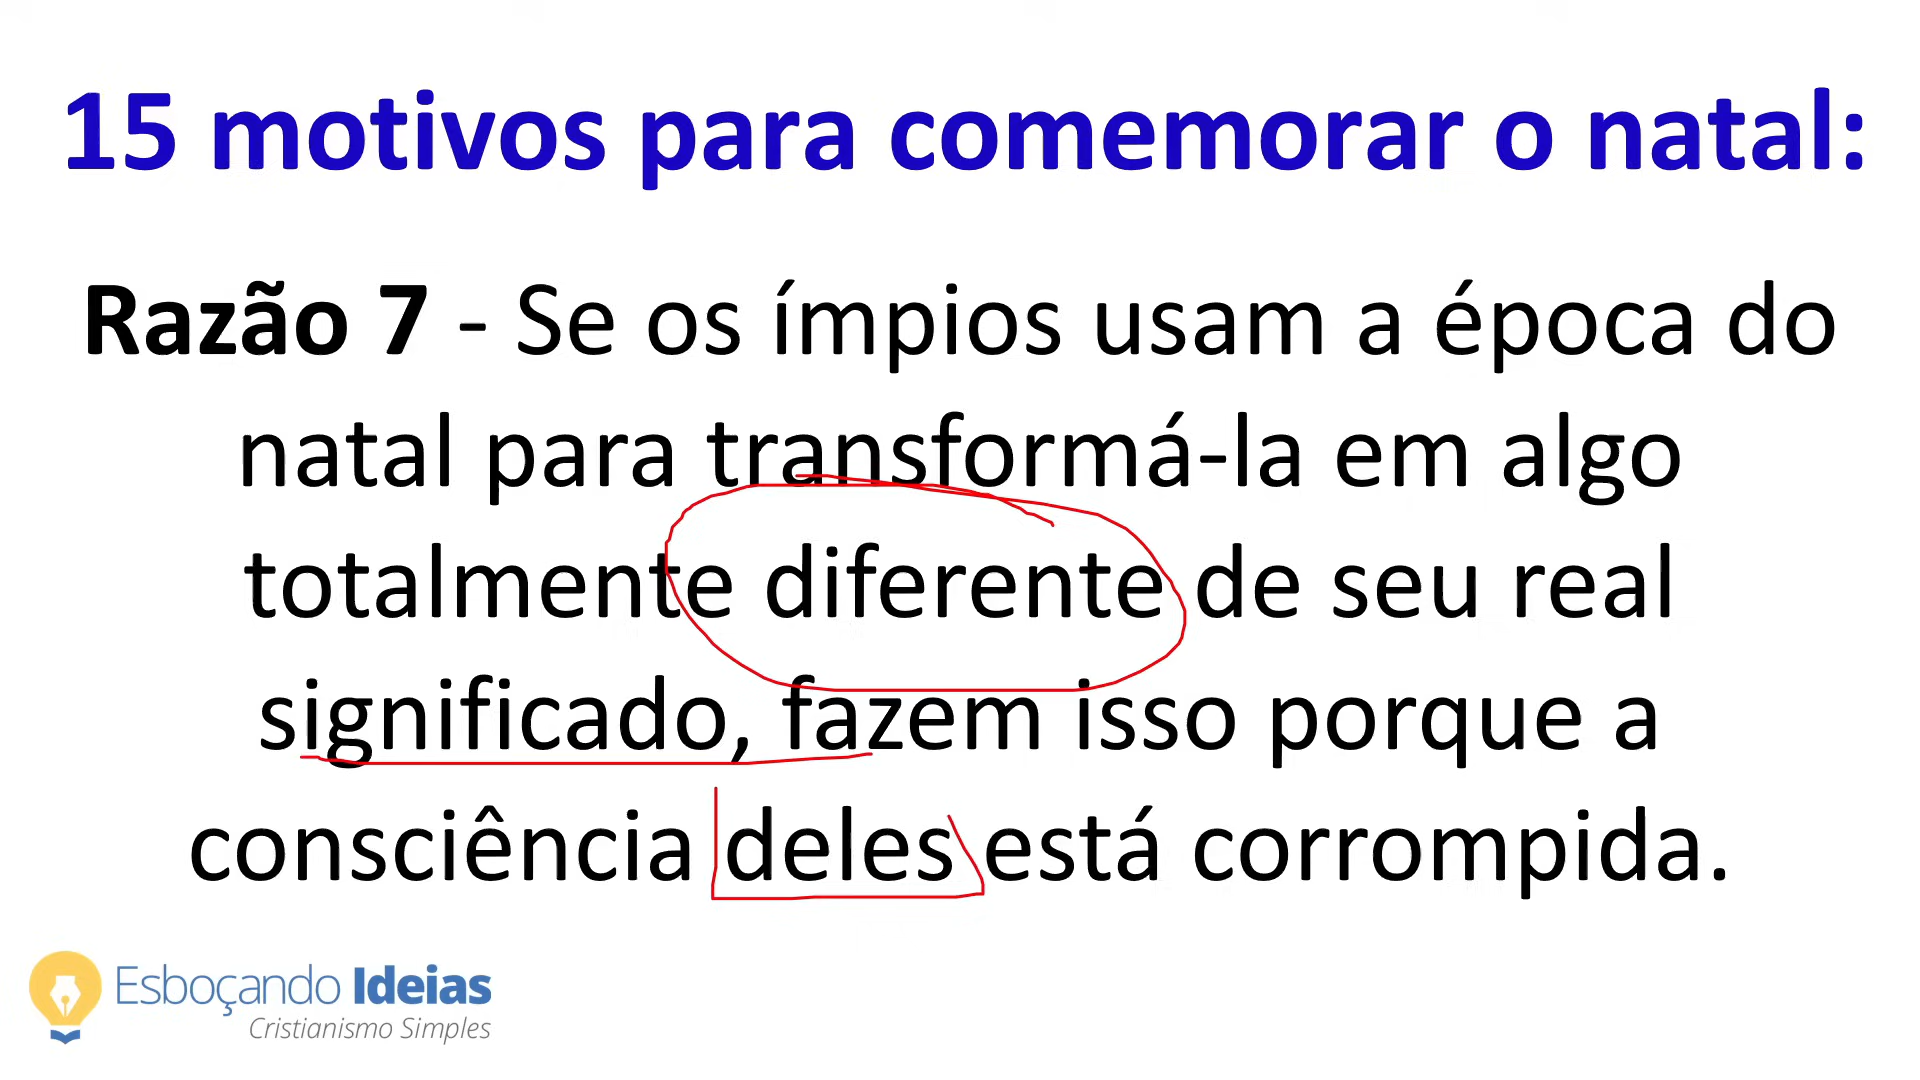 15 motivos para comemorar o natal:
Razão 7 - Se os ímpios usam a época do
natal para transformá-la em algo
totalmente diferente de seu real
significado, fazem isso porque a
consciência deles está corrompida.
Esboçando Ideias
Cristianismo Simples